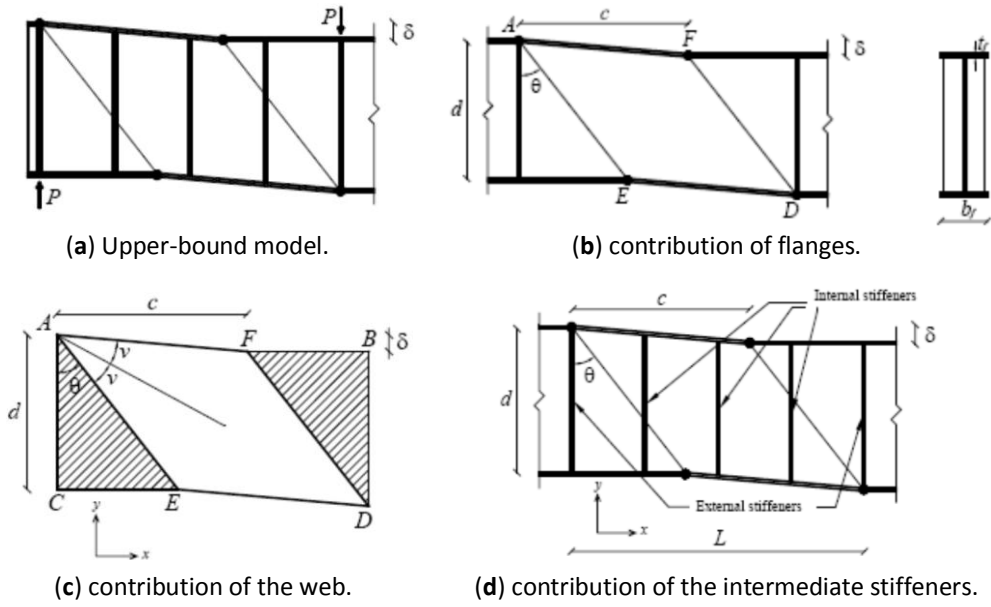 P
δ
P
(a) Upper-bound model.
A
c
F
δ
d
θ
E
D
t_f
b_f
(b) contribution of flanges.
c
A
F
B
δ
ν
ν
θ
d
C
E
D
y
x
(c) contribution of the web.
c
Internal stiffeners
δ
θ
d
y
x
External stiffeners
L
(d) contribution of the intermediate stiffeners.